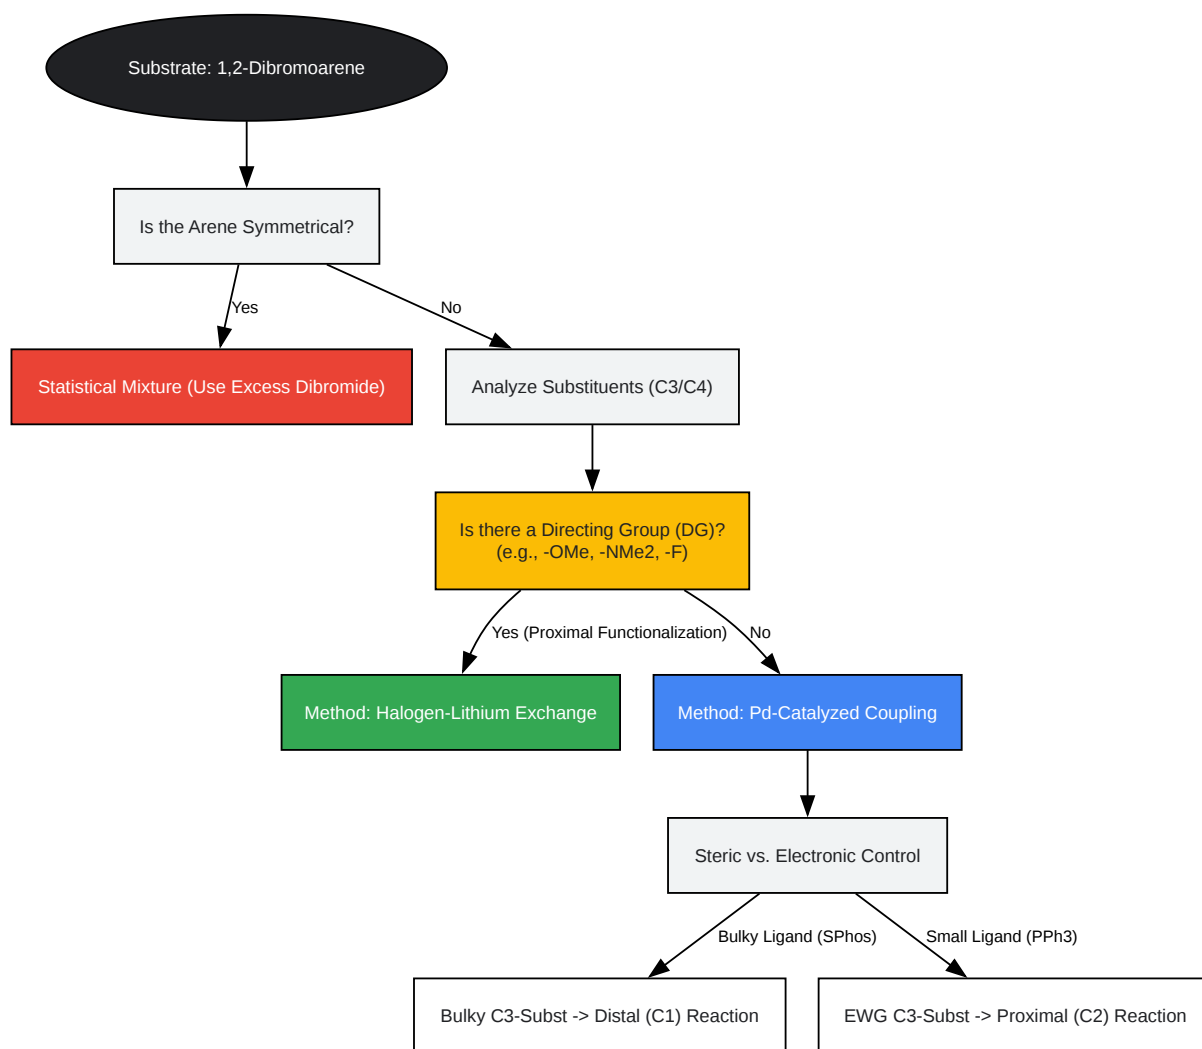 Substrate: 1,2-Dibromoarene
Is the Arene Symmetrical?
Yes
No
Statistical Mixture (Use Excess Dibromide)
Analyze Substituents (C3/C4)
Is there a Directing Group (DG)?
(e.g., -OMe, -NMe2, -F)
Yes (Proximal Functionalization)
No
Method: Halogen-Lithium Exchange
Method: Pd-Catalyzed Coupling
Steric vs. Electronic Control
Bulky Ligand (SPhos)
Small Ligand (PPh3)
Bulky C3-Subst -> Distal (C1) Reaction
EWG C3-Subst -> Proximal (C2) Reaction